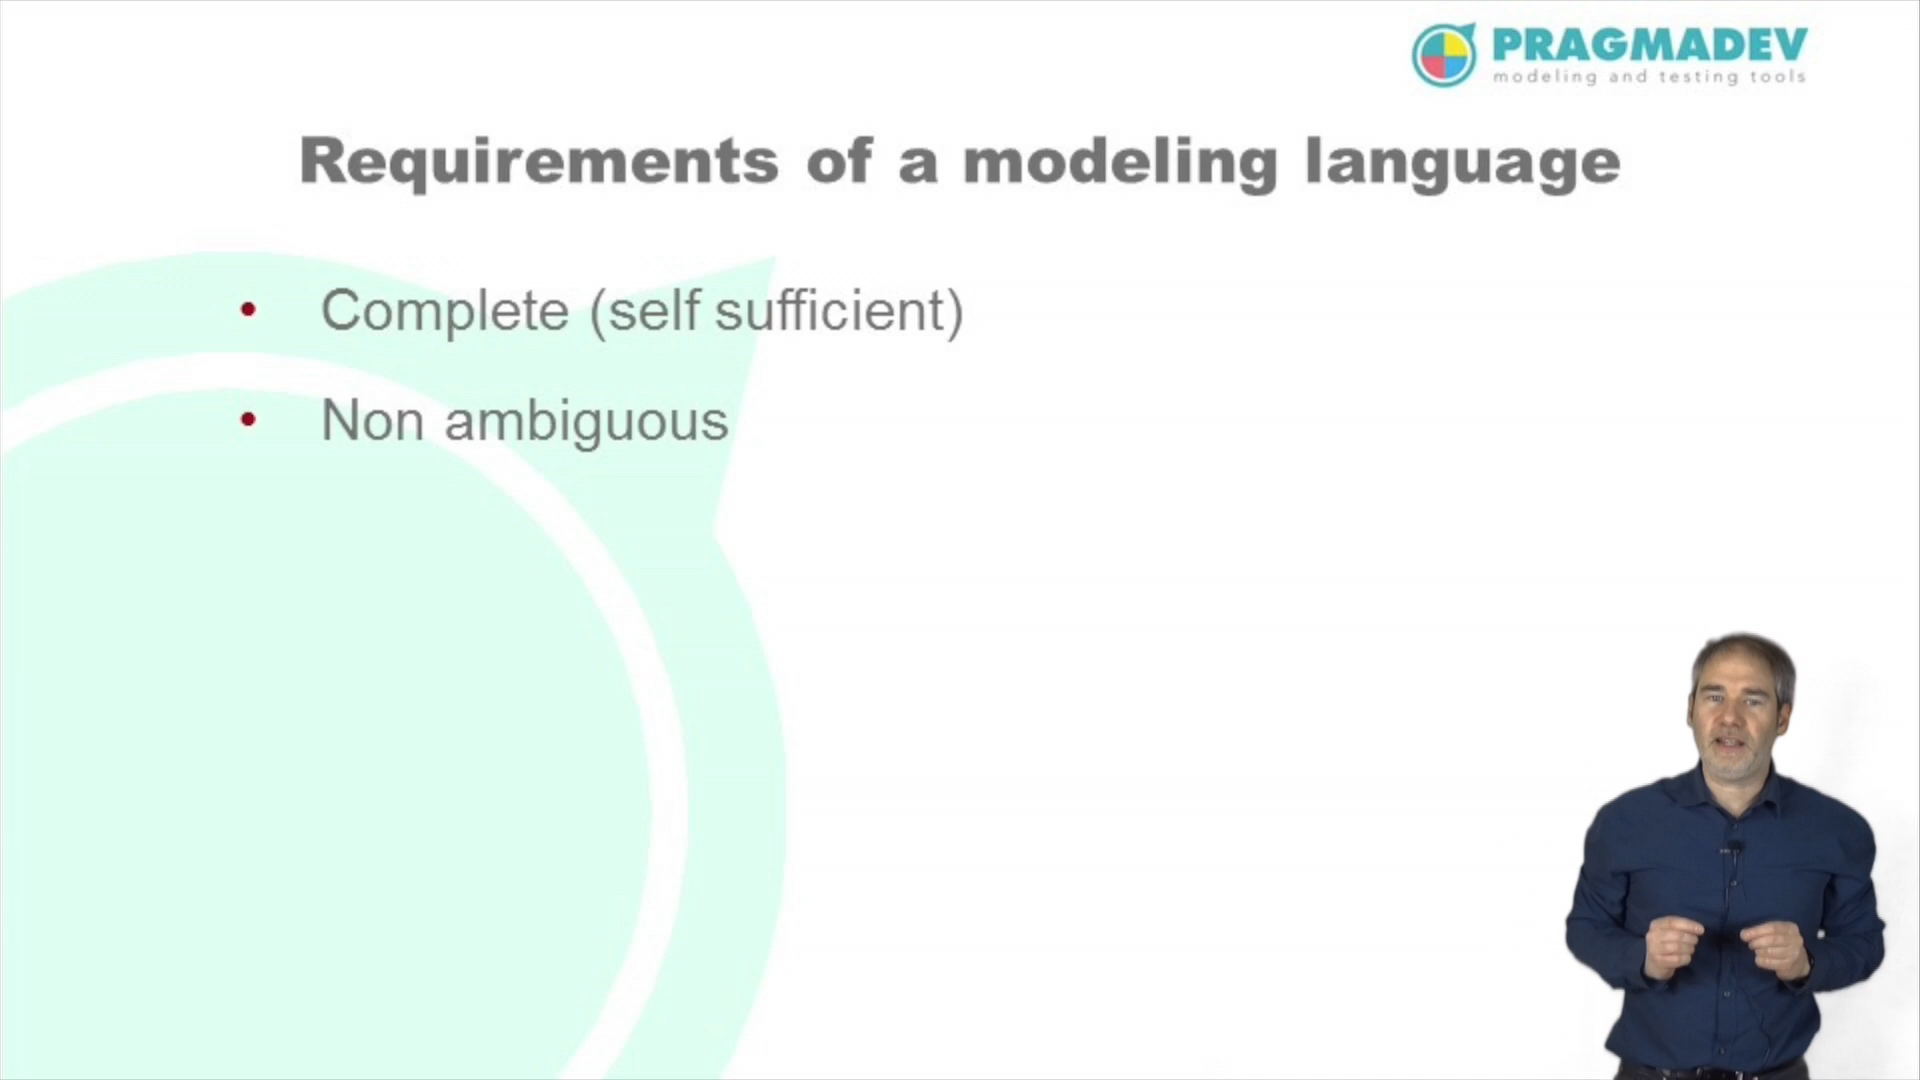 PRAGMADEV
modeling and testing tools
Requirements of a modeling language
• Complete (self sufficient)
• Non ambiguous